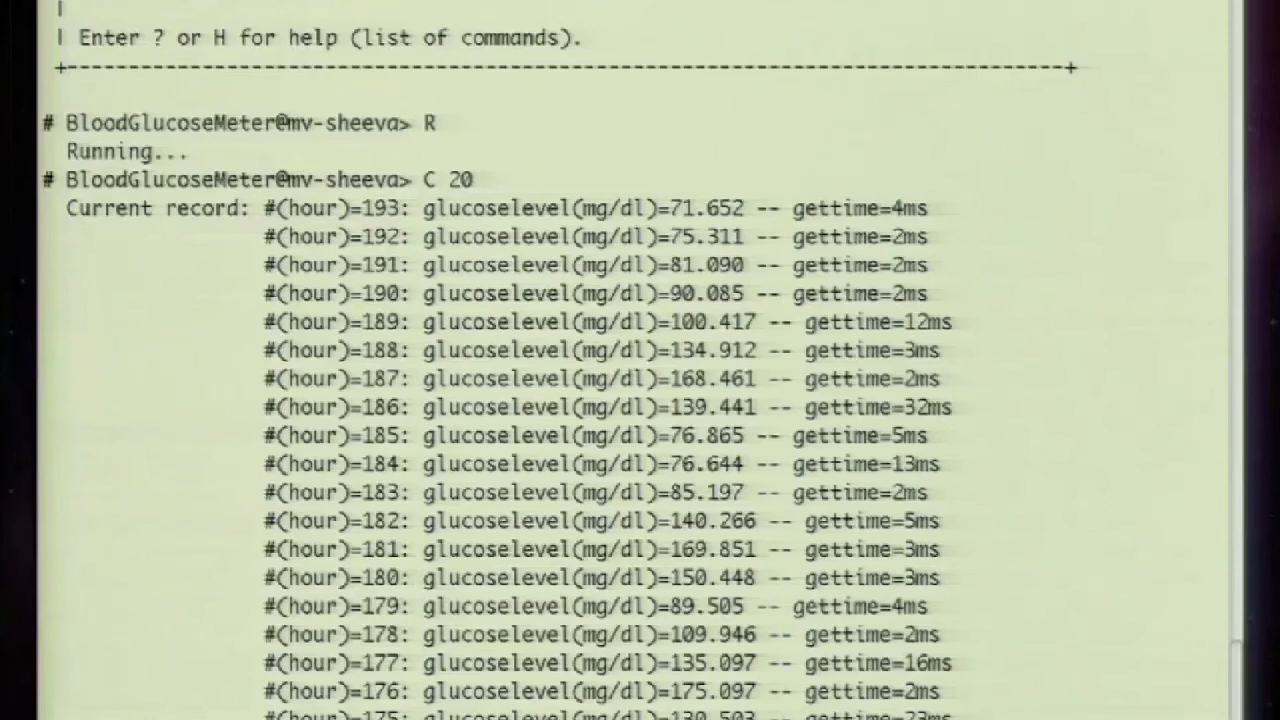 | Enter ? or H for help (list of commands).
+---------------------------------------------------------------------------------+
# BloodGlucoseMeter@mv-sheeva> R
Running...
# BloodGlucoseMeter@mv-sheeva> C 20
Current record: #(hour)=193: glucoselevel(mg/dl)=71.652 -- gettime=4ms
#(hour)=192: glucoselevel(mg/dl)=75.311 -- gettime=2ms
#(hour)=191: glucoselevel(mg/dl)=81.090 -- gettime=2ms
#(hour)=190: glucoselevel(mg/dl)=90.085 -- gettime=2ms
#(hour)=189: glucoselevel(mg/dl)=100.417 -- gettime=12ms
#(hour)=188: glucoselevel(mg/dl)=134.912 -- gettime=3ms
#(hour)=187: glucoselevel(mg/dl)=168.461 -- gettime=2ms
#(hour)=186: glucoselevel(mg/dl)=139.441 -- gettime=32ms
#(hour)=185: glucoselevel(mg/dl)=76.865 -- gettime=5ms
#(hour)=184: glucoselevel(mg/dl)=76.644 -- gettime=13ms
#(hour)=183: glucoselevel(mg/dl)=85.197 -- gettime=2ms
#(hour)=182: glucoselevel(mg/dl)=140.266 -- gettime=5ms
#(hour)=181: glucoselevel(mg/dl)=169.851 -- gettime=3ms
#(hour)=180: glucoselevel(mg/dl)=150.448 -- gettime=3ms
#(hour)=179: glucoselevel(mg/dl)=89.505 -- gettime=4ms
#(hour)=178: glucoselevel(mg/dl)=109.946 -- gettime=2ms
#(hour)=177: glucoselevel(mg/dl)=135.097 -- gettime=16ms
#(hour)=176: glucoselevel(mg/dl)=175.097 -- gettime=2ms
#(hour)=175: glucoselevel(mg/dl)=130.503 -- gettime=23ms